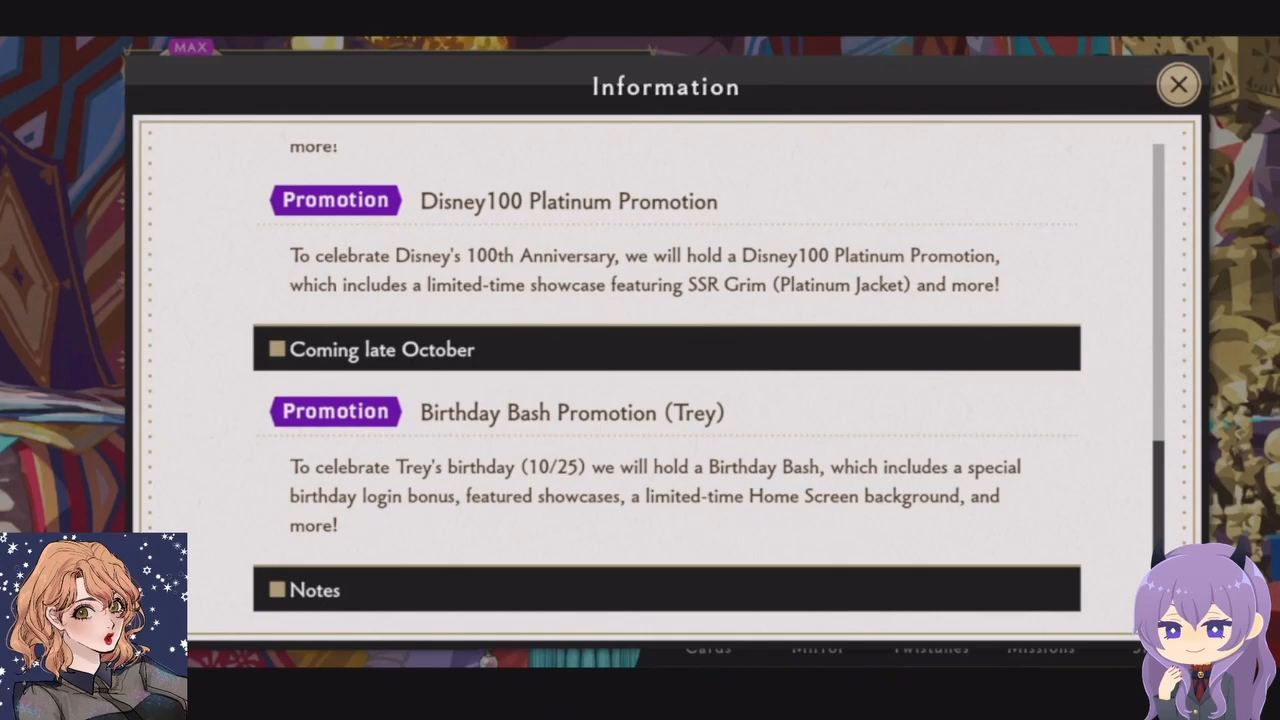 MAX
Information
more!
Promotion Disney100 Platinum Promotion
To celebrate Disney's 100th Anniversary, we will hold a Disney100 Platinum Promotion,
which includes a limited-time showcase featuring SSR Grim (Platinum Jacket) and more!
Coming late October
Promotion Birthday Bash Promotion (Trey)
To celebrate Trey's birthday (10/25) we will hold a Birthday Bash, which includes a special
birthday login bonus, featured showcases, a limited-time Home Screen background, and
more!
Notes
Cards Mirror Twistunes Missions